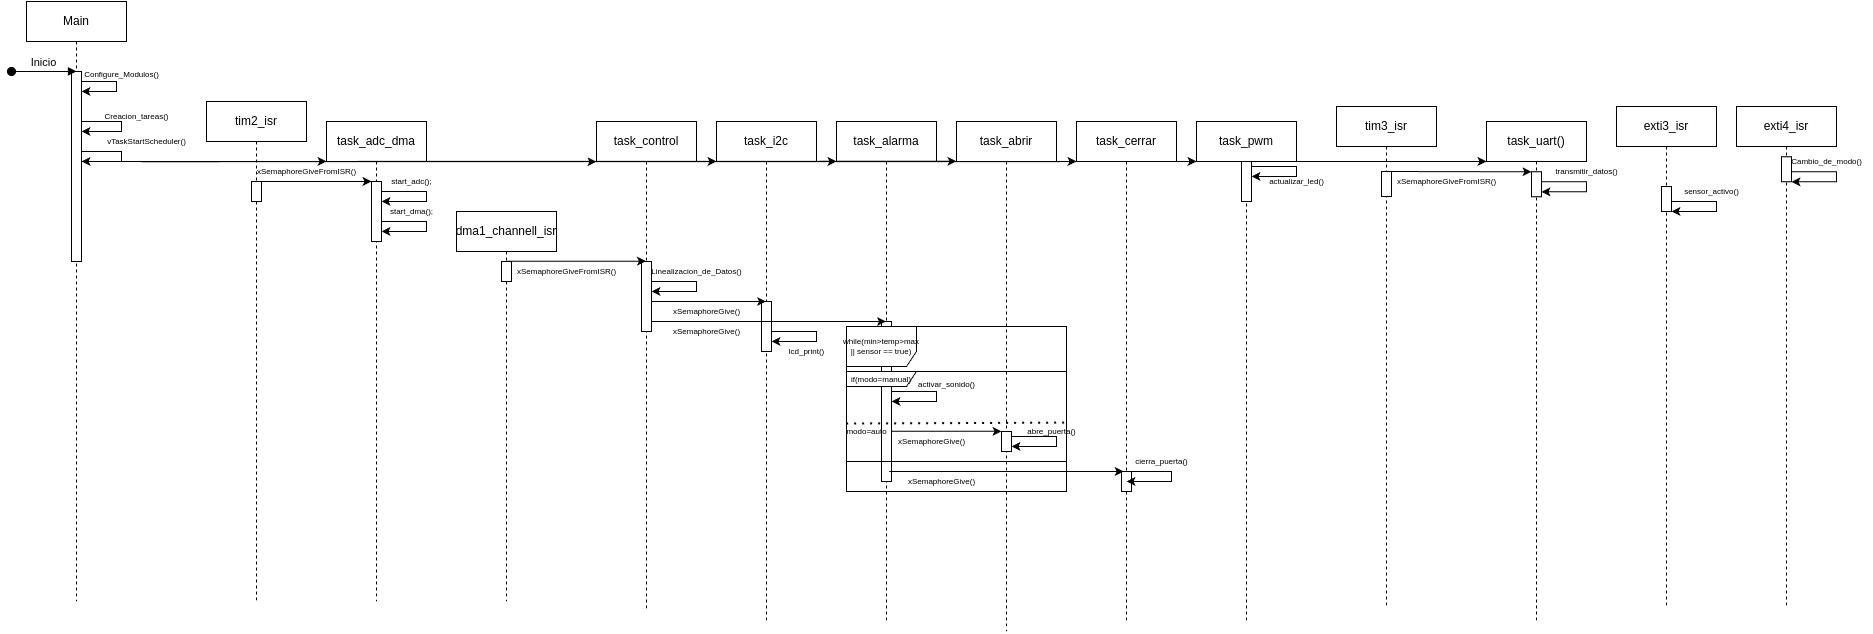 Main
Inicio
Configure_Modulos()
Creacion_tareas()
vTaskStartScheduler()
tim2_isr
task_adc_dma
task_control
task_i2c
task_alarma
task_abrir
task_cerrar
task_pwm
tim3_isr
task_uart()
exti3_isr
exti4_isr
xSemaphoreGiveFromISR()
start_adc();
start_dma();
actualizar_led()
xSemaphoreGiveFromISR()
transmitir_datos()
sensor_activo()
Cambio_de_modo()
dma1_channell_isr
xSemaphoreGiveFromISR()
Linealizacion_de_Datos()
xSemaphoreGive()
xSemaphoreGive()
lcd_print()
while(min>temp>max
|| sensor == true)
if(modo=manual)
activar_sonido()
modo=auto
xSemaphoreGive()
abre_puerta()
cierra_puerta()
xSemaphoreGive()